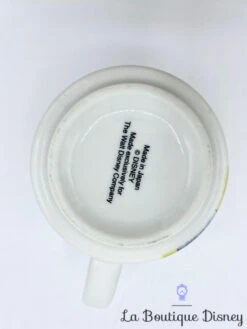 Made in Japan
© DISNEY
Made exclusively for
The Walt Disney Company
La Boutique Disney